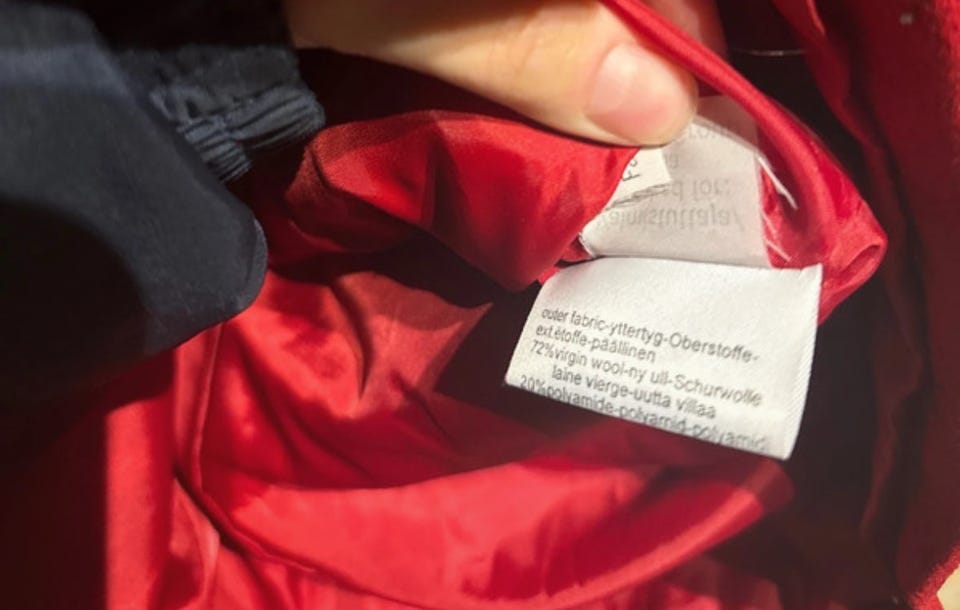 outer fabric-yttertyg-Oberstoffe-
ext.étoffe-päällinen
72%virgin wool-ny ull-Schurwolle
laine vierge-uutta villaa
20%polyamide-polyamid-polyamid